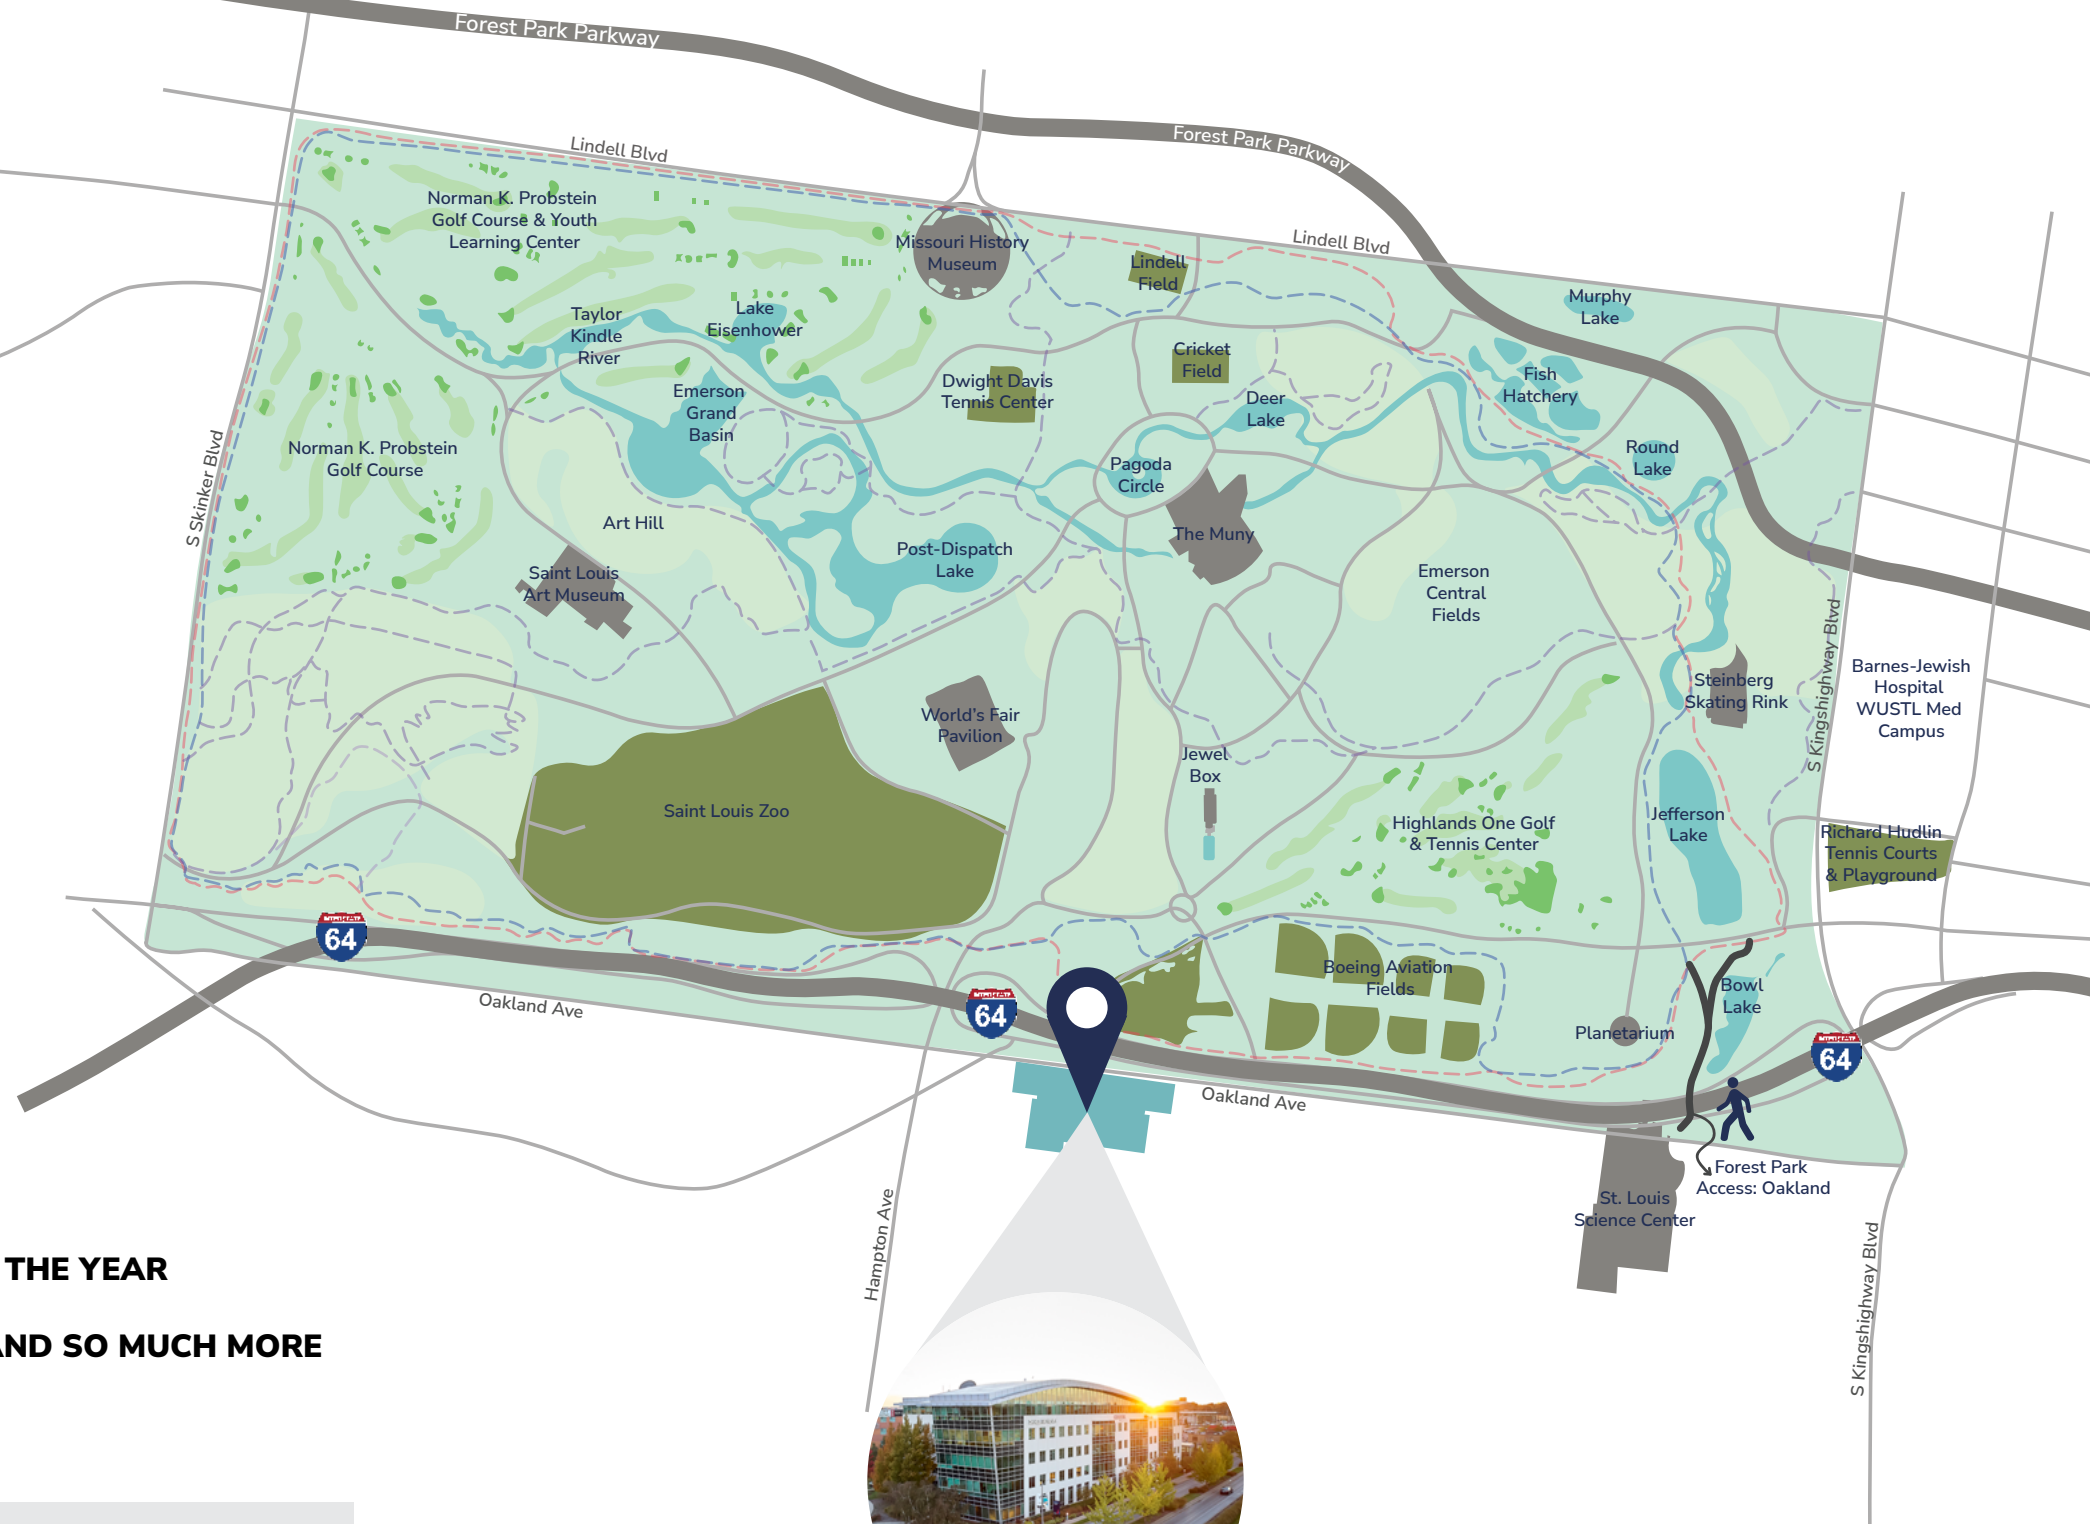 Forest Park Parkway
Forest Park Parkway
Lindell Blvd
Lindell Blvd
Norman K. Probstein
Golf Course & Youth
Learning Center
Missouri History
Museum
Lindell
Field
Murphy
Lake
Taylor
Kindle
River
Lake
Eisenhower
Cricket
Field
Dwight Davis
Tennis Center
Fish
Hatchery
Emerson
Grand
Basin
Deer
Lake
Norman K. Probstein
Golf Course
Pagoda
Circle
Round
Lake
S Skinker Blvd
Art Hill
The Muny
Post-Dispatch
Lake
Saint Louis
Art Museum
Emerson
Central
Fields
S Kingshighway Blvd
Barnes-Jewish
Hospital
WUSTL Med
Campus
Steinberg
Skating Rink
World's Fair
Pavilion
Jewel
Box
Saint Louis Zoo
Highlands One Golf
& Tennis Center
Jefferson
Lake
Richard Hudlin
Tennis Courts
& Playground
64
Boeing Aviation
Fields
Bowl
Lake
Oakland Ave
64
Planetarium
64
Oakland Ave
Forest Park
Access: Oakland
St. Louis
Science Center
Hampton Ave
S Kingshighway Blvd
THE YEAR
AND SO MUCH MORE